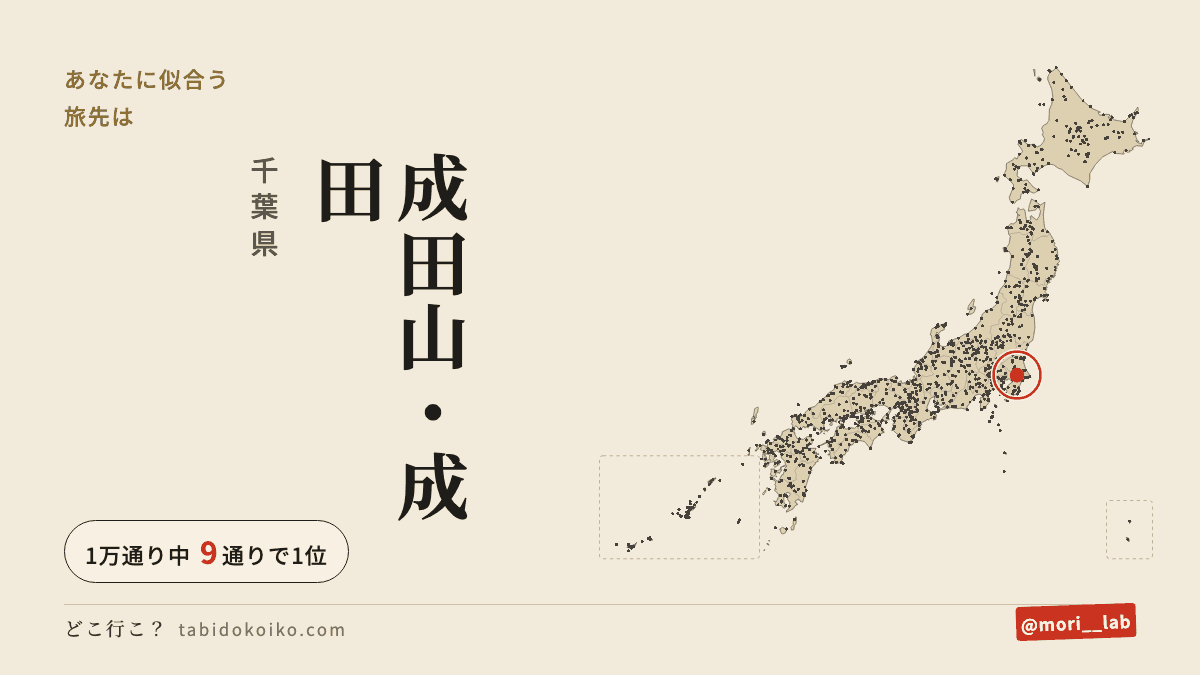 あなたに似合う
旅先は
成田山・成
田
千葉県
1万通り中 9通りで1位
どこ行こ? tabidokoiko.com
@mori__lab